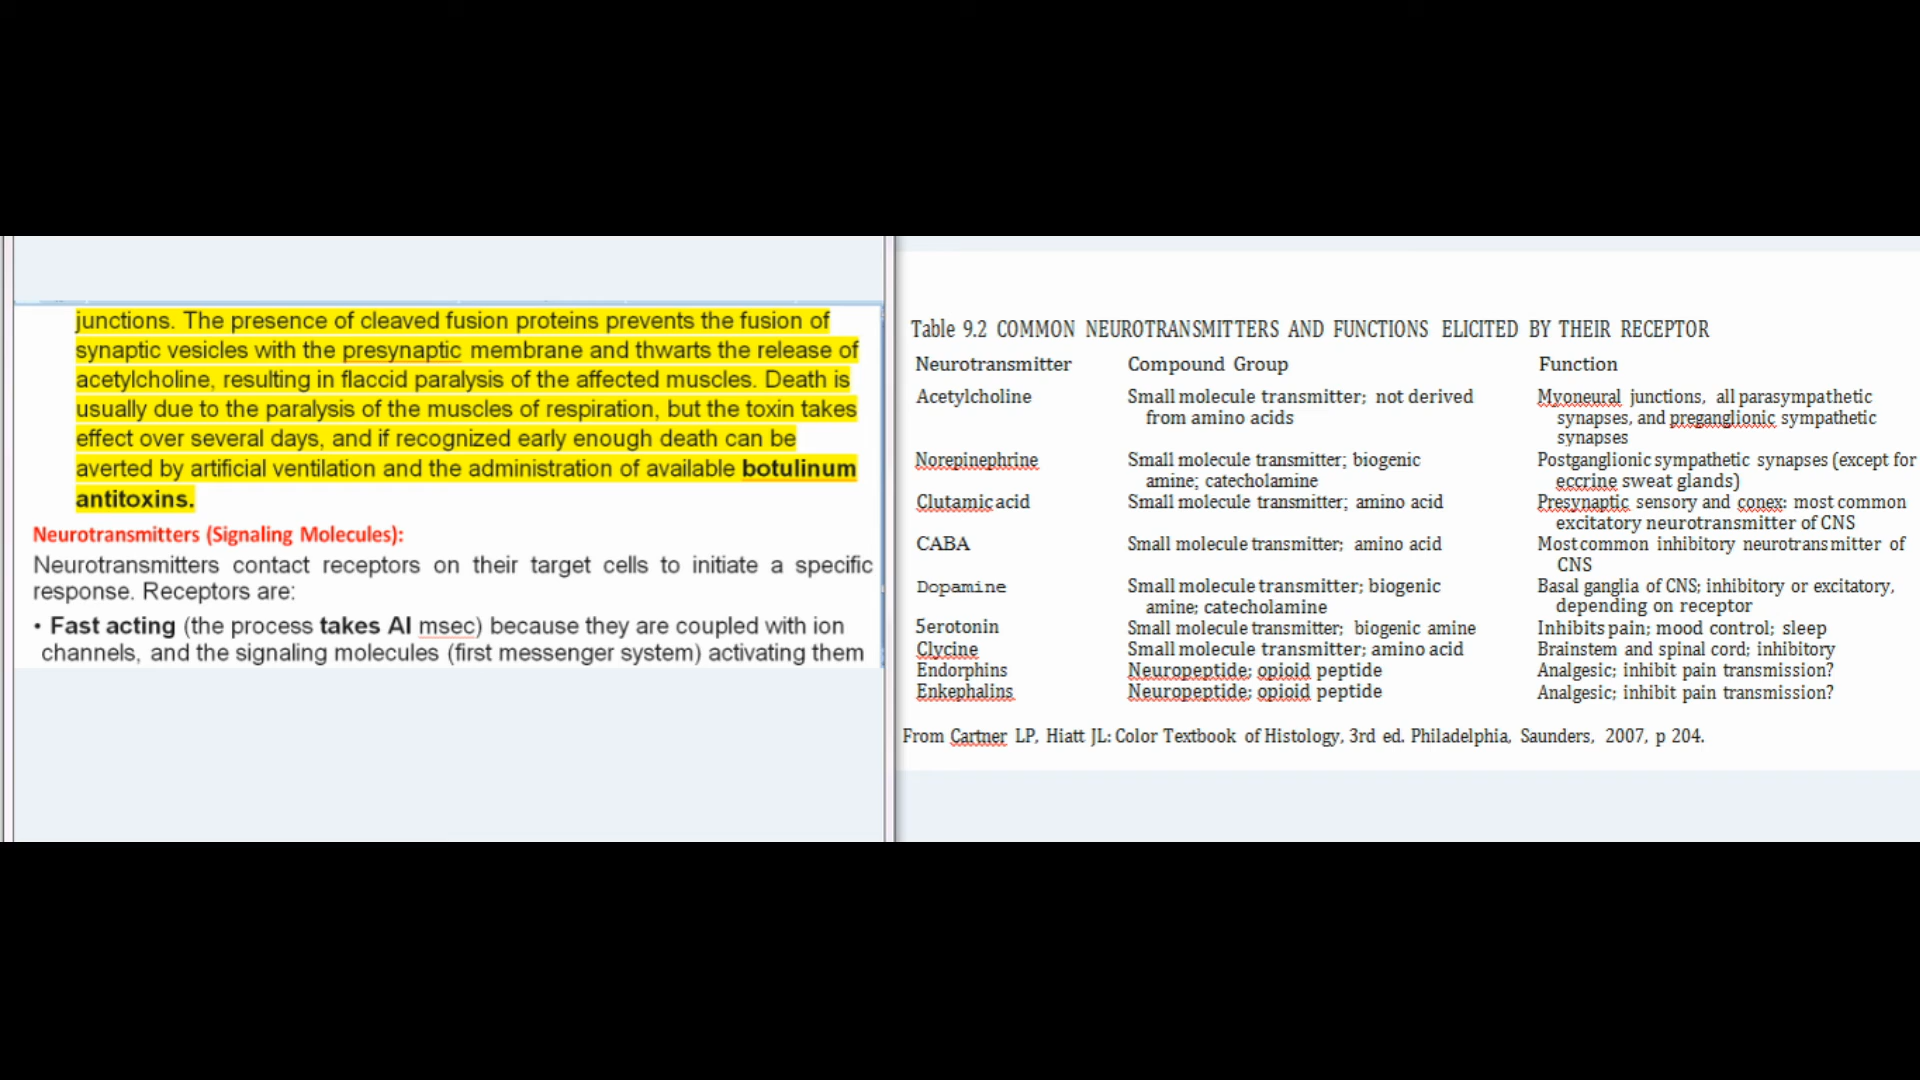 junctions. The presence of cleaved fusion proteins prevents the fusion of
synaptic vesicles with the presynaptic membrane and thwarts the release of
acetylcholine, resulting in flaccid paralysis of the affected muscles. Death is
usually due to the paralysis of the muscles of respiration, but the toxin takes
effect over several days, and if recognized early enough death can be
averted by artificial ventilation and the administration of available botulinum
antitoxins.
Neurotransmitters (Signaling Molecules):
Neurotransmitters contact receptors on their target cells to initiate a specific
response. Receptors are:
• Fast acting (the process takes AI msec) because they are coupled with ion
channels, and the signaling molecules (first messenger system) activating them
Table 9.2 COMMON NEUROTRANSMITTERS AND FUNCTIONS ELICITED BY THEIR RECEPTOR
Neurotransmitter Compound Group Function
Acetylcholine Small molecule transmitter; not derived Myoneural junctions, all parasympathetic
from amino acids synapses, and preganglionic sympathetic
synapses
Norepinephrine Small molecule transmitter; biogenic Postganglionic sympathetic synapses (except for
amine; catecholamine eccrine sweat glands)
Clutamic acid Small molecule transmitter; amino acid Presynaptic sensory and conex: most common
excitatory neurotransmitter of CNS
CABA Small molecule transmitter; amino acid Most common inhibitory neurotransmitter of
CNS
Dopamine Small molecule transmitter; biogenic Basal ganglia of CNS; inhibitory or excitatory,
amine; catecholamine depending on receptor
5erotonin Small molecule transmitter; biogenic amine Inhibits pain; mood control; sleep
Clycine Small molecule transmitter; amino acid Brainstem and spinal cord; inhibitory
Endorphins Neuropeptide; opioid peptide Analgesic; inhibit pain transmission?
Enkephalins Neuropeptide; opioid peptide Analgesic; inhibit pain transmission?
From Cartner LP, Hiatt JL: Color Textbook of Histology, 3rd ed. Philadelphia, Saunders, 2007, p 204.